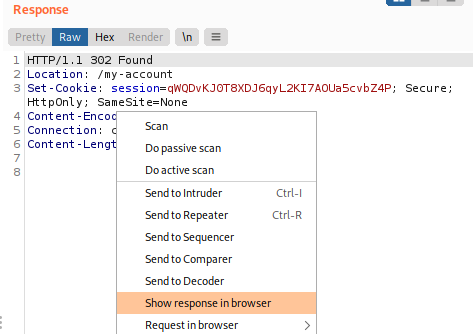 Response
Pretty Raw Hex Render \n
1 HTTP/1.1 302 Found
2 Location: /my-account
3 Set-Cookie: session=qWQDvKJ0T8XDJ6qyL2KI7AOUa5cvbZ4P; Secure;
HttpOnly; SameSite=None
4 Content-Encod
5 Connection: c
6 Content-Lengt
7
8
Scan
Do passive scan
Do active scan
Send to Intruder Ctrl-I
Send to Repeater Ctrl-R
Send to Sequencer
Send to Comparer
Send to Decoder
Show response in browser
Request in browser